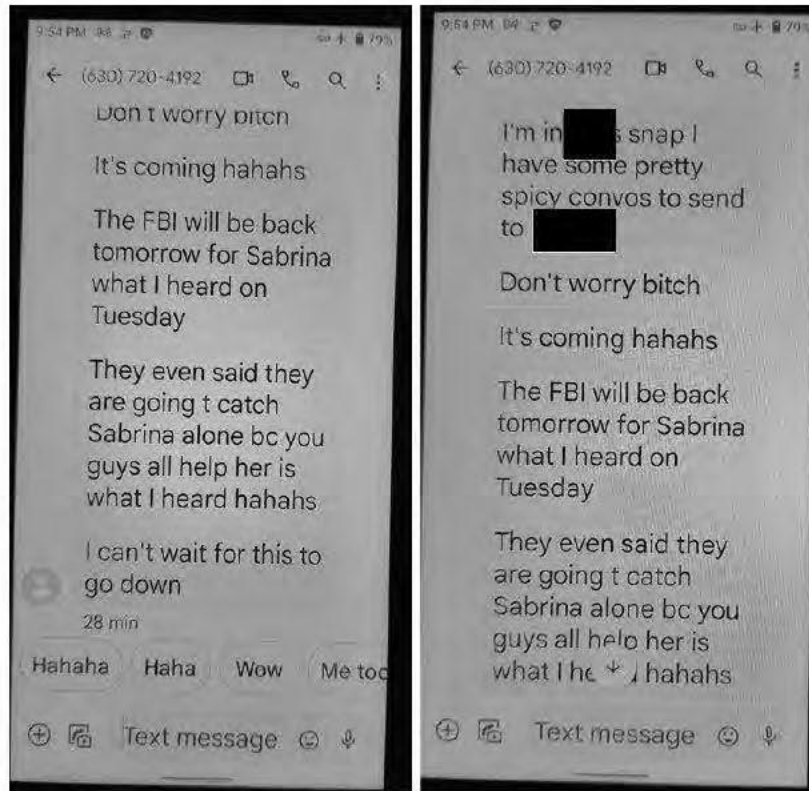 9:54 PM
79%
(630) 720-4192
Don't worry bitch
It's coming hahahs
The FBI will be back
tomorrow for Sabrina
what I heard on
Tuesday
They even said they
are going t catch
Sabrina alone bc you
guys all help her is
what I heard hahahs
I can't wait for this to
go down
28 min
Hahaha
Haha
Wow
Me too
Text message
9:54 PM
79%
(630) 720-4192
I'm in s snap I
have some pretty
spicy convos to send
to
Don't worry bitch
It's coming hahahs
The FBI will be back
tomorrow for Sabrina
what I heard on
Tuesday
They even said they
are going t catch
Sabrina alone bc you
guys all help her is
what I he hahahs
Text message